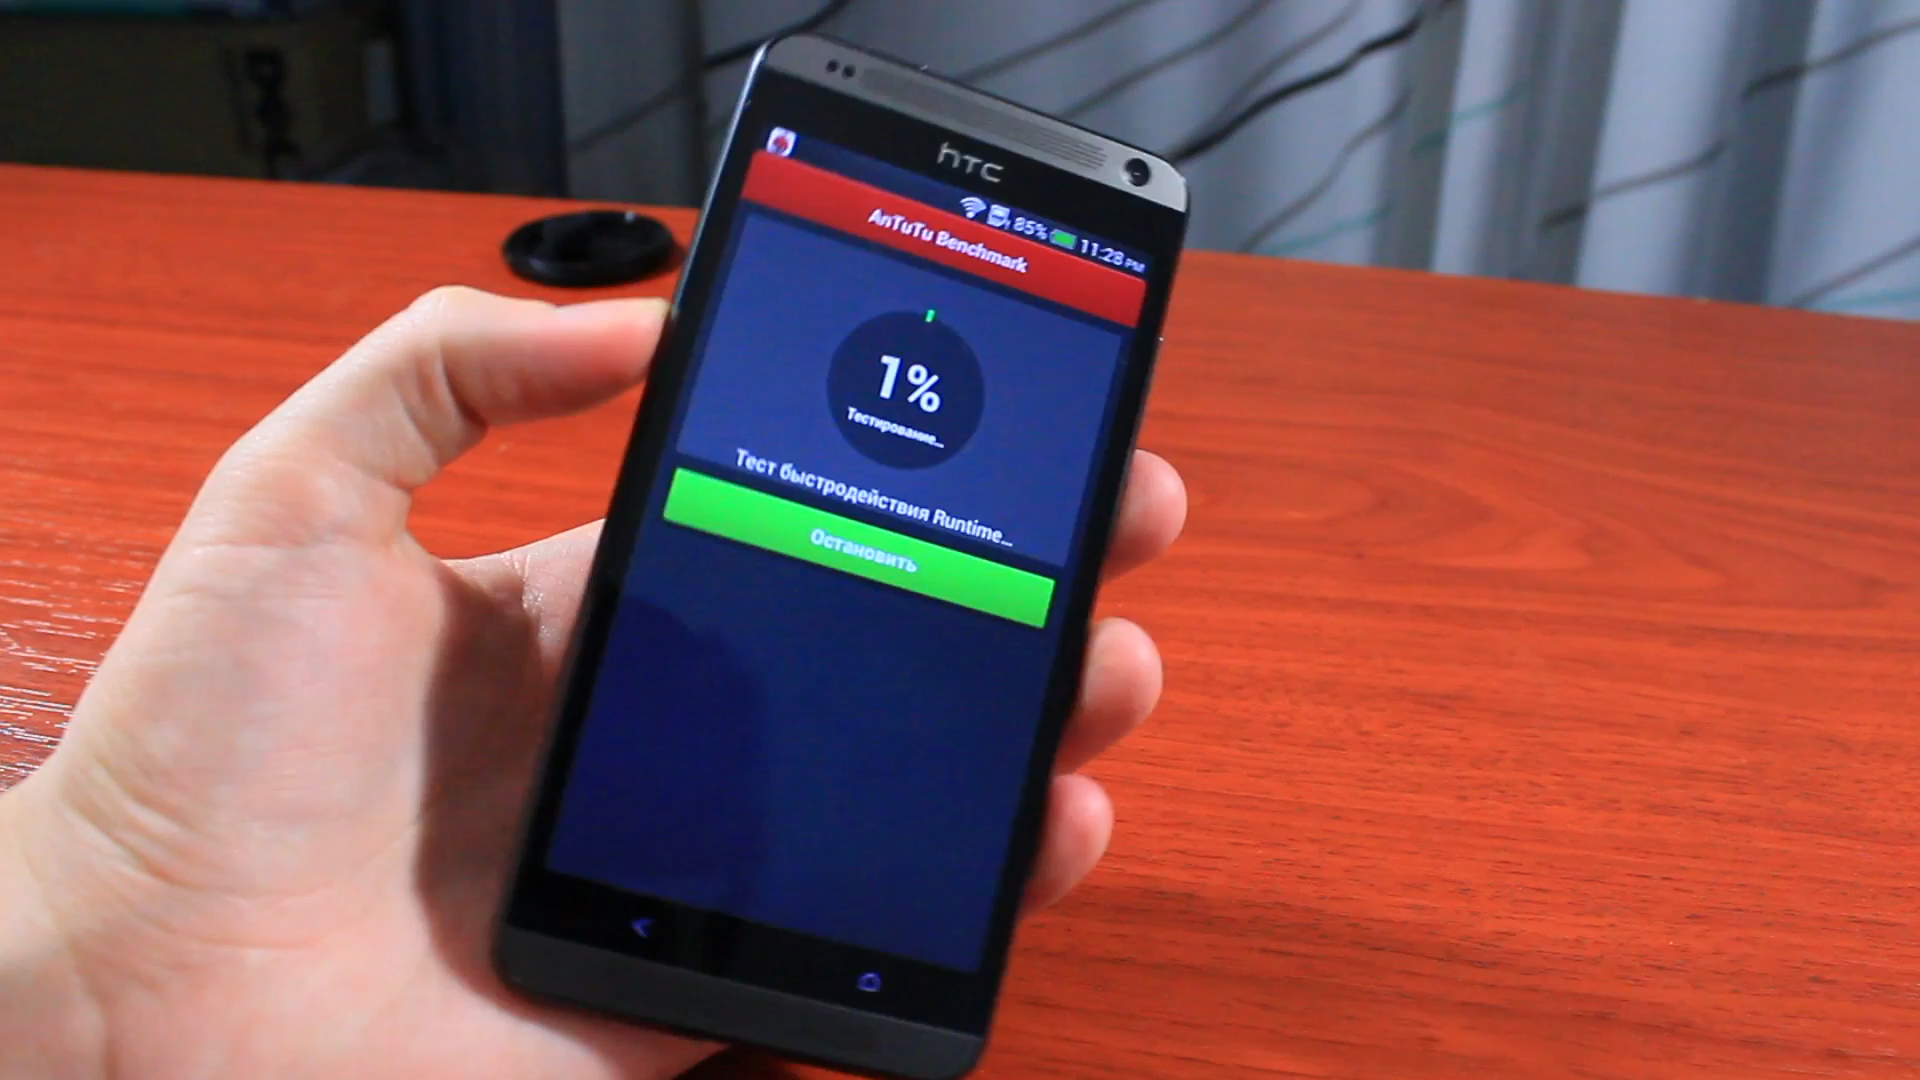 hTC
85% 11:28 PM
AnTuTu Benchmark
1%
Тестирование...
Тест быстродействия Runtime...
Остановить